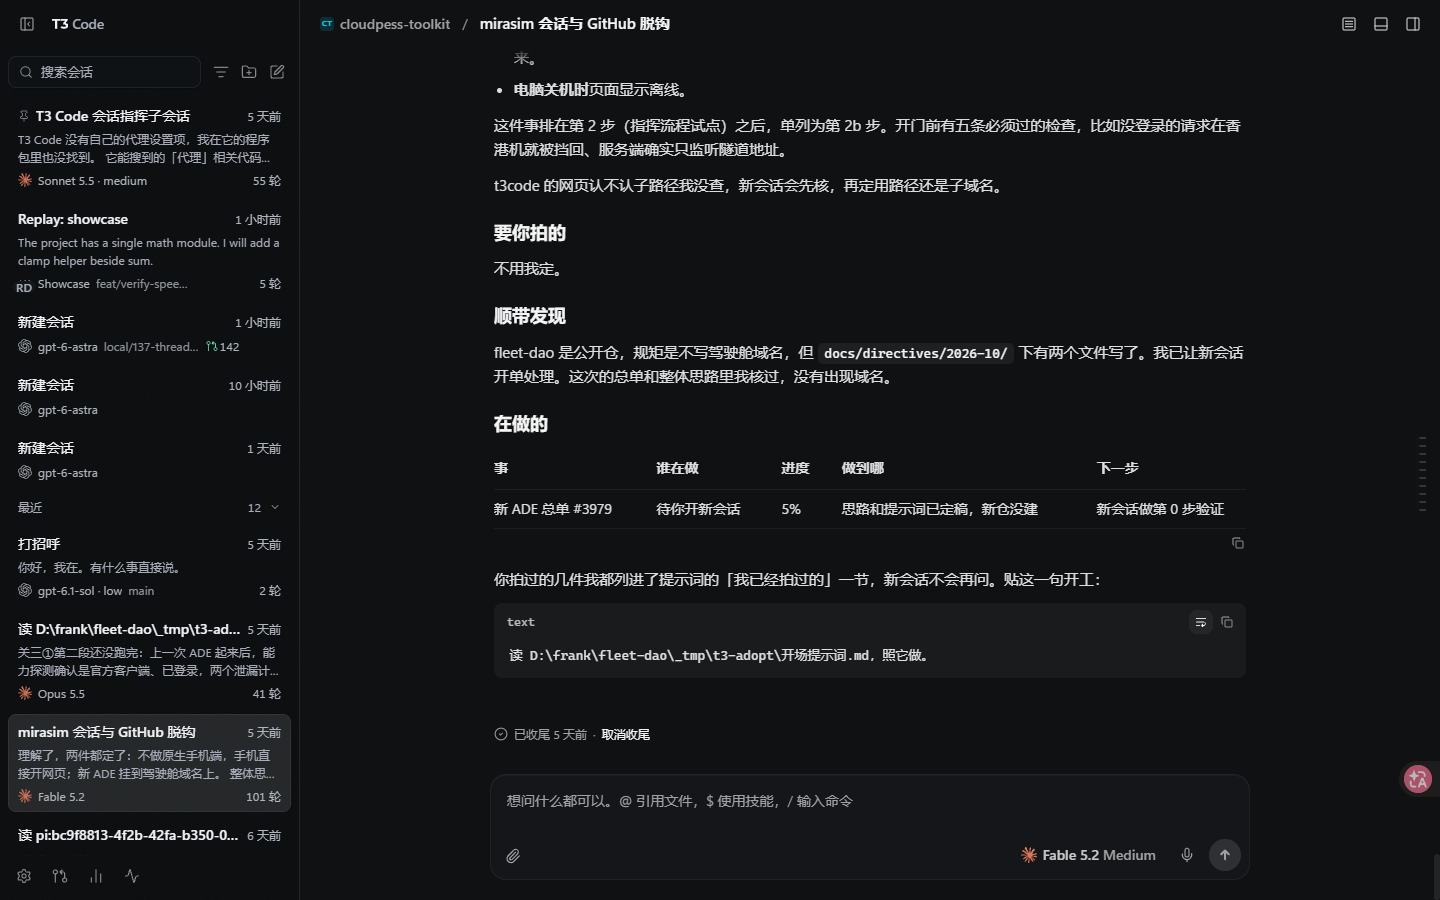 T3 Code
搜索会话
T3 Code 会话指挥子会话 5 天前
T3 Code 没有自己的代理设置项，我在它的程序
包里也没找到。 它能搜到的「代理」相关代码...
Sonnet 5.5 · medium 55 轮
Replay: showcase 1 小时前
The project has a single math module. I will add a
clamp helper beside sum.
RD Showcase feat/verify-spee... 5 轮
新建会话 1 小时前
gpt-6-astra local/137-thread... 142
新建会话 10 小时前
gpt-6-astra
新建会话 1 天前
gpt-6-astra
最近 12
打招呼 5 天前
你好，我在。有什么事直接说。
gpt-6.1-sol · low main 2 轮
读 D:\frank\fleet-dao\_tmp\t3-ad... 5 天前
关三①第二段还没跑完：上一次 ADE 起来后，能
力探测确认是官方客户端、已登录，两个泄漏计...
Opus 5.5 41 轮
mirasim 会话与 GitHub 脱钩 5 天前
理解了，两件都定了：不做原生手机端，手机直
接开网页；新 ADE 挂到驾驶舱域名上。 整体思...
Fable 5.2 101 轮
读 pi:bc9f8813-4f2b-42fa-b350-0... 6 天前
CT cloudpess-toolkit / mirasim 会话与 GitHub 脱钩
来。
• 电脑关机时页面显示离线。
这件事排在第 2 步（指挥流程试点）之后，单列为第 2b 步。开门前有五条必须过的检查，比如没登录的请求在香
港机就被挡回、服务端确实只监听隧道地址。
t3code 的网页认不认子路径我没查，新会话会先核，再定用路径还是子域名。
要你拍的
不用我定。
顺带发现
fleet-dao 是公开仓，规矩是不写驾驶舱域名，但 docs/directives/2026-10/ 下有两个文件写了。我已让新会话
开单处理。这次的总单和整体思路里我核过，没有出现域名。
在做的
事 谁在做 进度 做到哪 下一步
新 ADE 总单 #3979 待你开新会话 5% 思路和提示词已定稿，新仓没建 新会话做第 0 步验证
你拍过的几件我都列进了提示词的「我已经拍过的」一节，新会话不会再问。贴这一句开工：
text
读 D:\frank\fleet-dao\_tmp\t3-adopt\开场提示词.md，照它做。
已收尾 5 天前 · 取消收尾
想问什么都可以。@ 引用文件，$ 使用技能，/ 输入命令
Fable 5.2 Medium